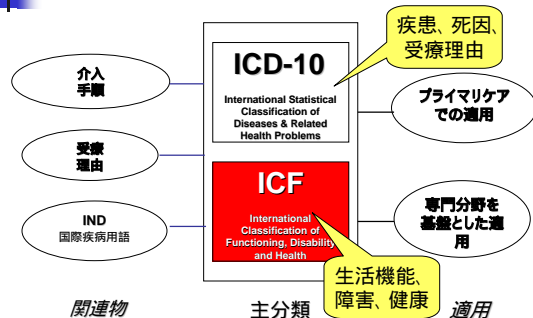 疾患、死因、
受療理由
ICD-10
International Statistical
Classification of
Diseases & Related
Health Problems
介入
手順
プライマリケア
での適用
受療
理由
ICF
International
Classification of
Functioning, Disability
and Health
IND
国際疾病用語
専門分野を
基盤とした適
用
生活機能、
障害、健康
関連物
主分類
適用